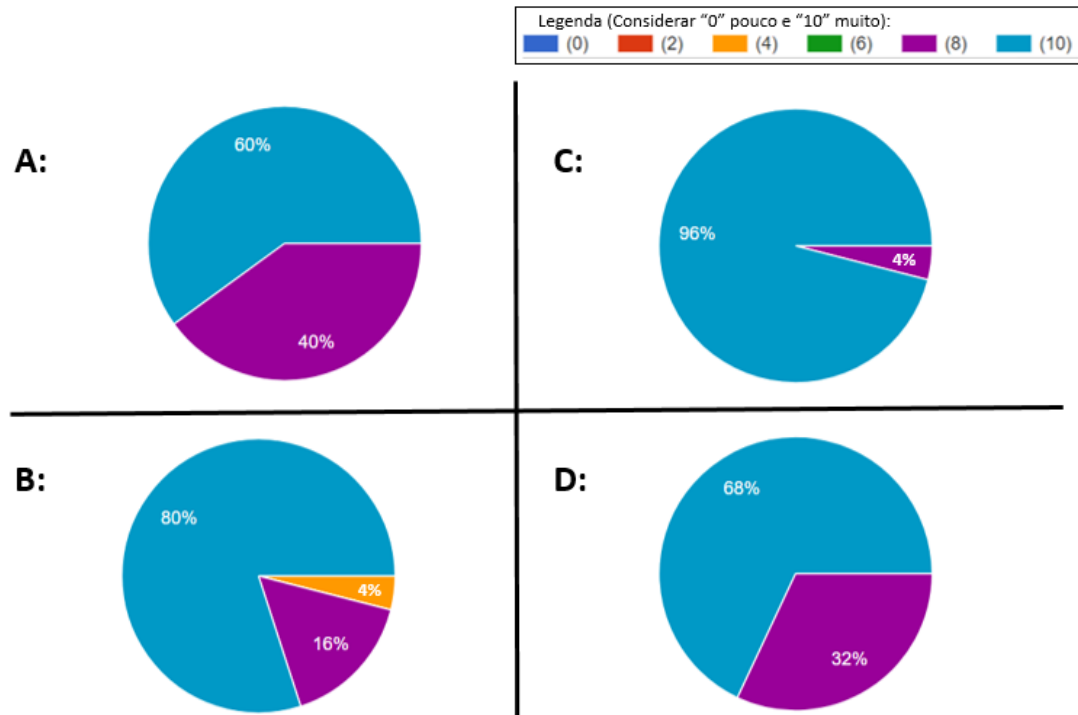 Legenda (Considerar “0” pouco e “10” muito):
(0) (2) (4) (6) (8) (10)
A:
60%
40%
C:
96%
4%
B:
80%
4%
16%
D:
68%
32%